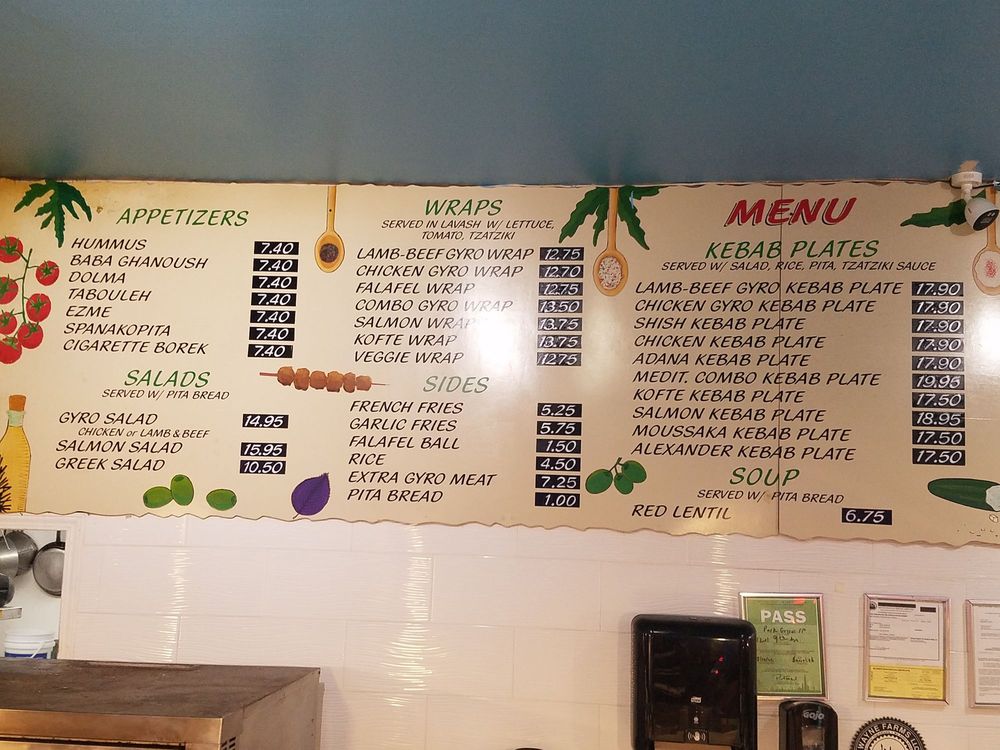 APPETIZERS
HUMMUS 7.40
BABA GHANOUSH 7.40
DOLMA 7.40
TABOULEH 7.40
EZME 7.40
SPANAKOPITA 7.40
CIGARETTE BOREK 7.40
SALADS
SERVED W/ PITA BREAD
GYRO SALAD 14.95
CHICKEN or LAMB & BEEF
SALMON SALAD 15.95
GREEK SALAD 10.50
WRAPS
SERVED IN LAVASH W/ LETTUCE,
TOMATO, TZATZIKI
LAMB-BEEF GYRO WRAP 12.75
CHICKEN GYRO WRAP 12.70
FALAFEL WRAP 12.75
COMBO GYRO WRAP 13.50
SALMON WRAP 13.75
KOFTE WRAP 13.75
VEGGIE WRAP 12.75
SIDES
FRENCH FRIES 5.25
GARLIC FRIES 5.75
FALAFEL BALL 1.50
RICE 4.50
EXTRA GYRO MEAT 7.25
PITA BREAD 1.00
MENU
KEBAB PLATES
SERVED W/ SALAD, RICE, PITA, TZATZIKI SAUCE
LAMB-BEEF GYRO KEBAB PLATE 17.90
CHICKEN GYRO KEBAB PLATE 17.90
SHISH KEBAB PLATE 17.90
CHICKEN KEBAB PLATE 17.90
ADANA KEBAB PLATE 17.90
MEDIT. COMBO KEBAB PLATE 19.95
KOFTE KEBAB PLATE 17.50
SALMON KEBAB PLATE 18.95
MOUSSAKA KEBAB PLATE 17.50
ALEXANDER KEBAB PLATE 17.50
SOUP
SERVED W/ PITA BREAD
RED LENTIL 6.75
PASS
TORK
GOJO
WAYNE FARMS